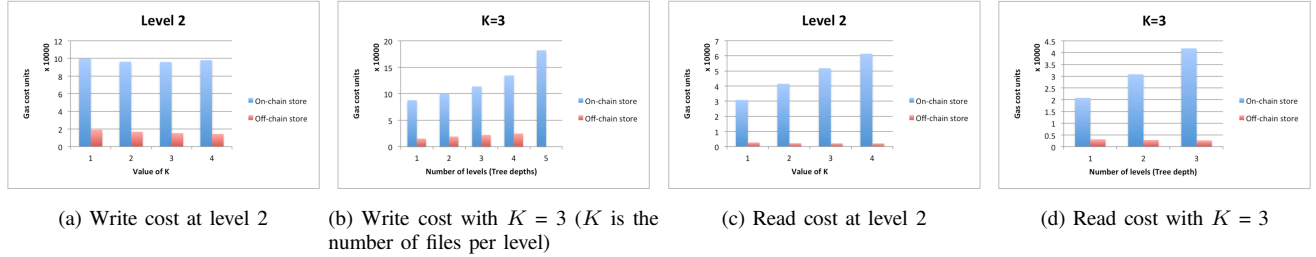 Level 2
Gas cost units
x 10000
12
10
8
6
4
2
0
1 2 3 4
Value of K
On-chain store
Off-chain store
K=3
Gas cost units
x 10000
20
15
10
5
0
1 2 3 4 5
Number of levels (Tree depths)
On-chain store
Off-chain store
Level 2
Gas cost units
x 10000
7
6
5
4
3
2
1
0
1 2 3 4
Value of K
On-chain store
Off-chain store
K=3
Gas cost units
x 10000
4.5
4
3.5
3
2.5
2
1.5
1
0.5
0
1 2 3
Number of levels (Tree depth)
On-chain store
Off-chain store
(a) Write cost at level 2
(b) Write cost with K = 3 (K is the
number of files per level)
(c) Read cost at level 2
(d) Read cost with K = 3